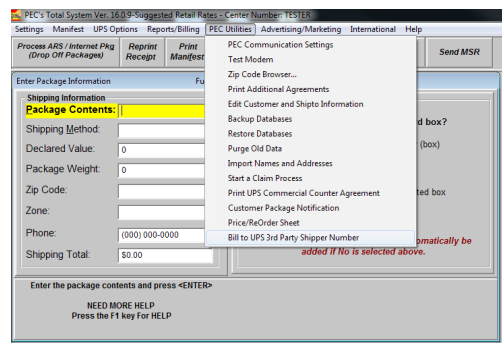 PEC's Total System Ver. 16.0.9-Suggested Retail Rates - Center Number: TESTER
Settings Manifest UPS Options Reports/Billing PEC Utilities Advertising/Marketing International Help
Process ARS / Internet Pkg
(Drop Off Packages)
Reprint
Receipt
Print
Manifest
Send MSR
PEC Communication Settings
Test Modem
Zip Code Browser...
Print Additional Agreements
Edit Customer and Shipto Information
Backup Databases
Restore Databases
Purge Old Data
Import Names and Addresses
Start a Claim Process
Print UPS Commercial Counter Agreement
Customer Package Notification
Price/ReOrder Sheet
Bill to UPS 3rd Party Shipper Number
Enter Package Information Fu
Shipping Information
Package Contents:
Shipping Method:
Declared Value: 0
Package Weight: 0
Zip Code:
Zone:
Phone: (000) 000-0000
Shipping Total: $0.00
d box?
(box)
ted box
omatically be
added if No is selected above.
Enter the package contents and press <ENTER>
NEED MORE HELP
Press the F1 key For HELP